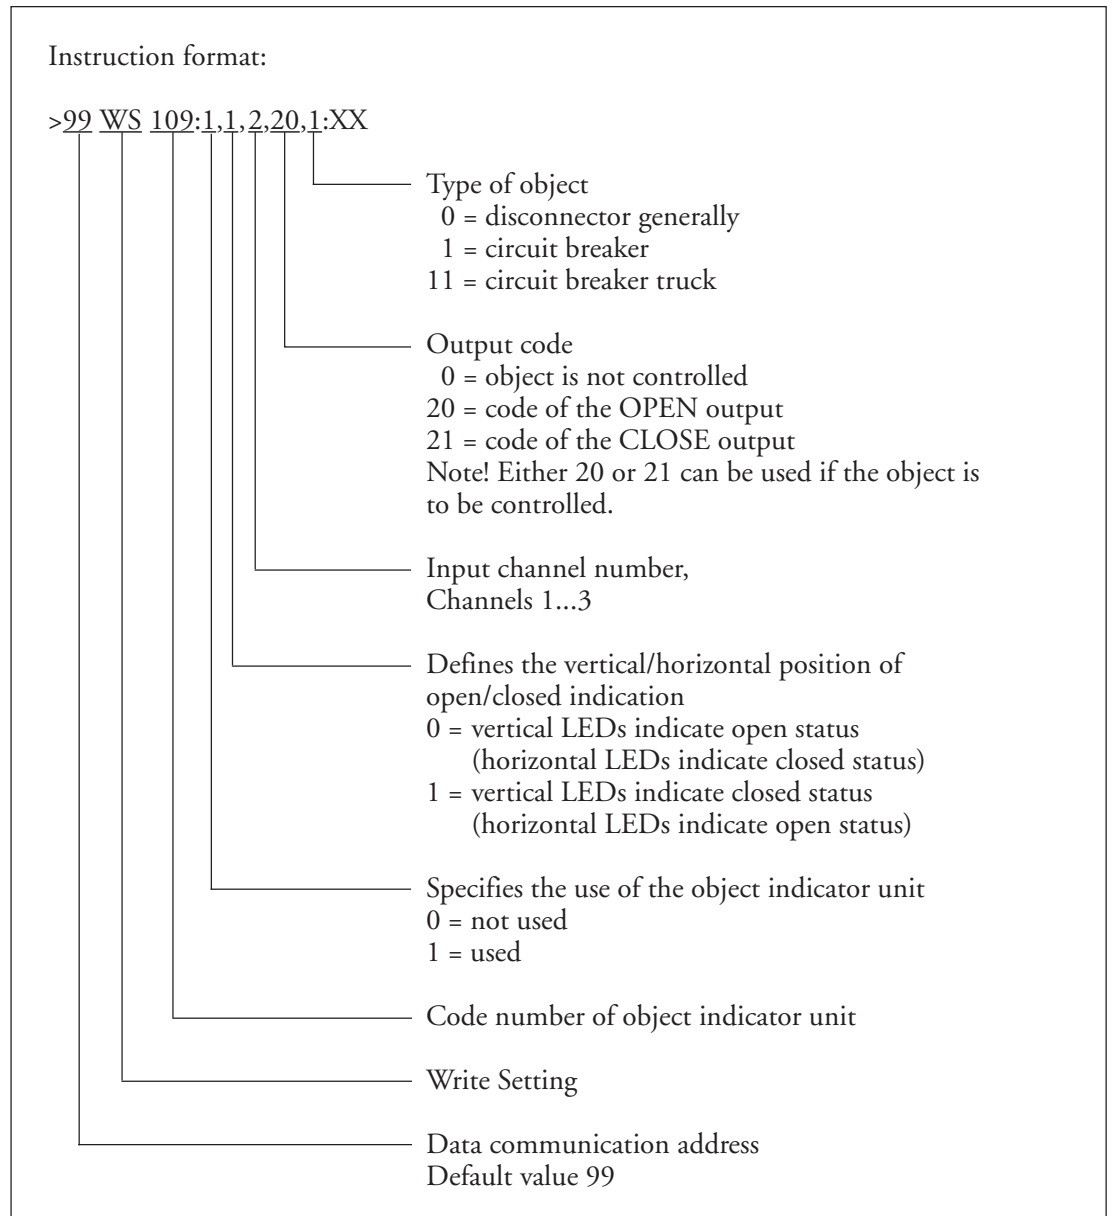 Instruction format:
>99 WS 109:1,1,2,20,1:XX
Type of object
0 = disconnector generally
1 = circuit breaker
11 = circuit breaker truck
Output code
0 = object is not controlled
20 = code of the OPEN output
21 = code of the CLOSE output
Note! Either 20 or 21 can be used if the object is
to be controlled.
Input channel number,
Channels 1...3
Defines the vertical/horizontal position of
open/closed indication
0 = vertical LEDs indicate open status
(horizontal LEDs indicate closed status)
1 = vertical LEDs indicate closed status
(horizontal LEDs indicate open status)
Specifies the use of the object indicator unit
0 = not used
1 = used
Code number of object indicator unit
Write Setting
Data communication address
Default value 99